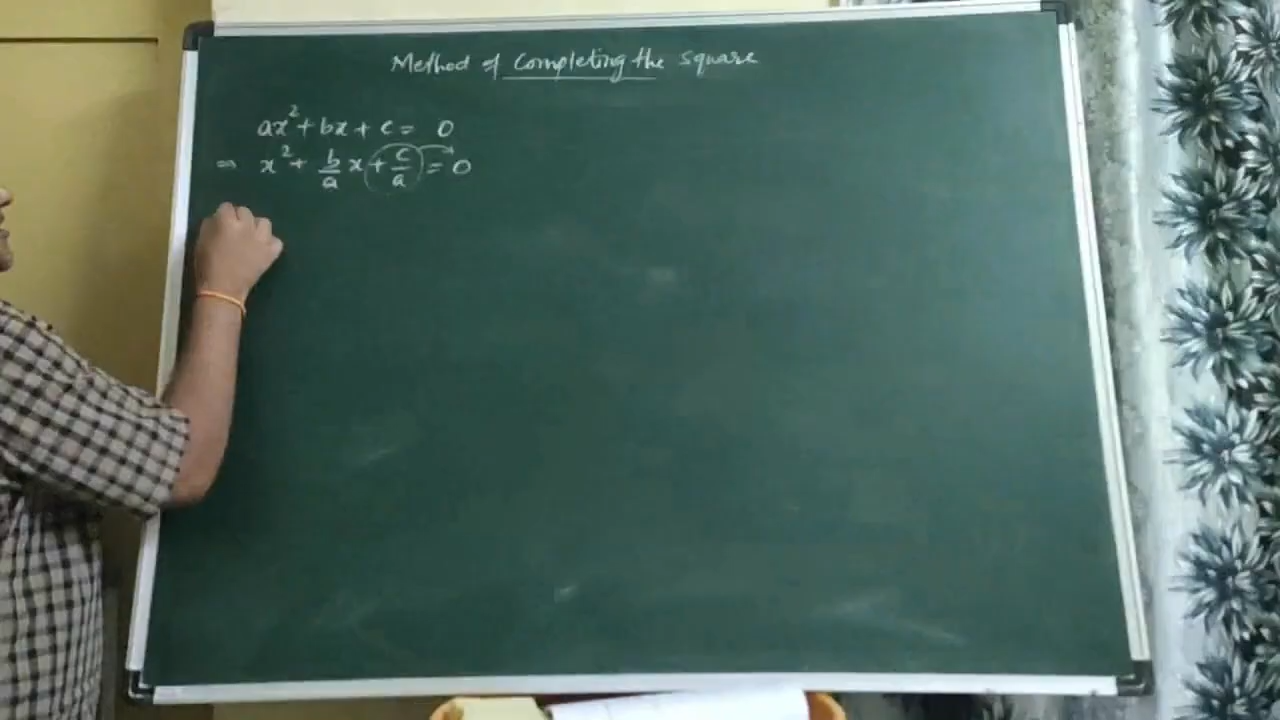 Method of Completing the square
ax² + bx + c = 0
⇒ x² + b/a x + c/a = 0